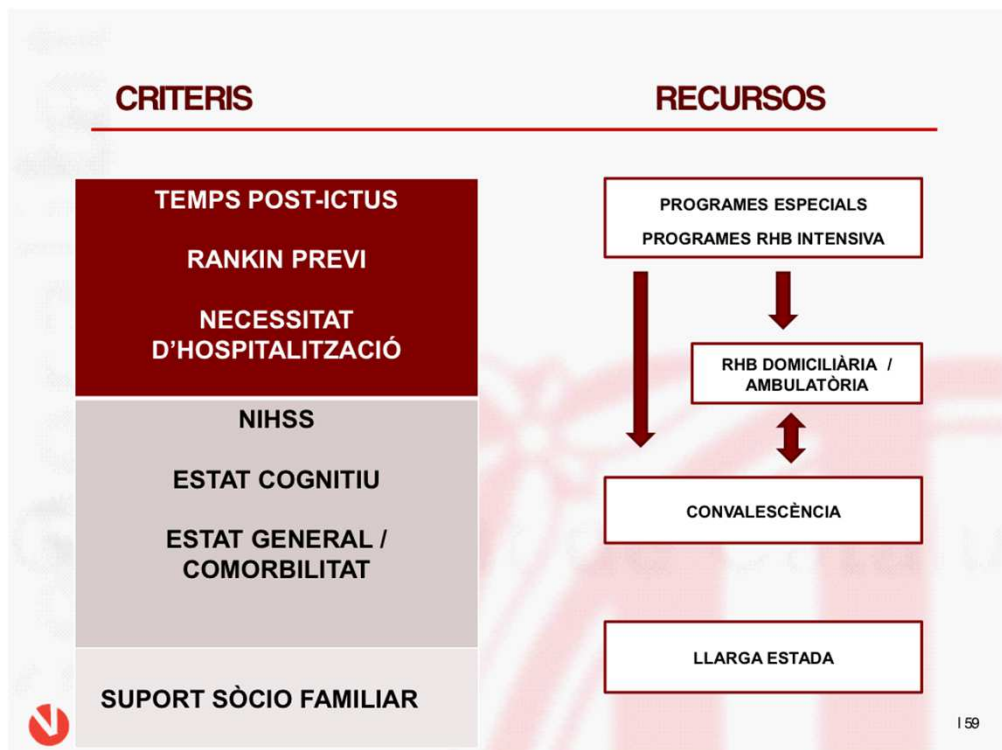 CRITERIS
RECURSOS
TEMPS POST-ICTUS
RANKIN PREVI
NECESSITAT
D'HOSPITALITZACIÓ
NIHSS
ESTAT COGNITIU
ESTAT GENERAL /
COMORBILITAT
SUPORT SÒCIO FAMILIAR
PROGRAMES ESPECIALS
PROGRAMES RHB INTENSIVA
RHB DOMICILIÀRIA /
AMBULATÒRIA
CONVALESCÈNCIA
LLARGA ESTADA
I 59